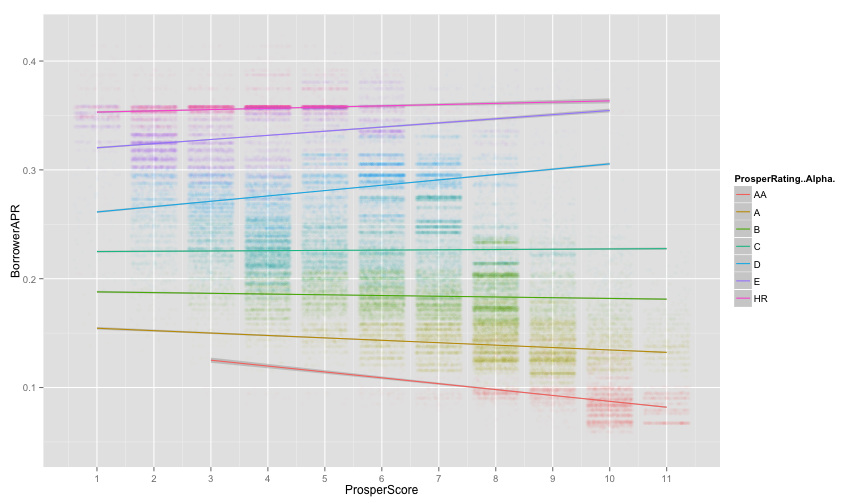 0.4
0.3
0.2
0.1
BorrowerAPR
1 2 3 4 5 6 7 8 9 10 11
ProsperScore
ProsperRating..Alpha.
AA
A
B
C
D
E
HR